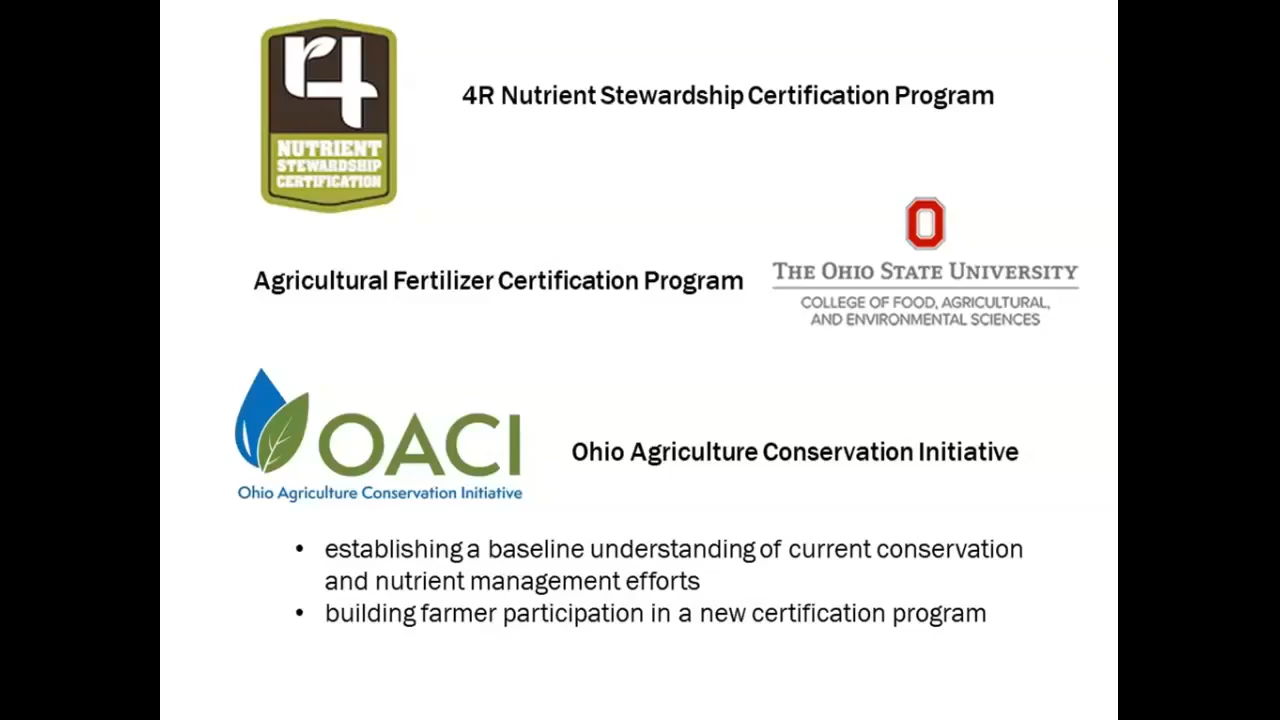 r4
NUTRIENT
STEWARDSHIP
CERTIFICATION
4R Nutrient Stewardship Certification Program
Agricultural Fertilizer Certification Program
O
THE OHIO STATE UNIVERSITY
COLLEGE OF FOOD, AGRICULTURAL,
AND ENVIRONMENTAL SCIENCES
OACI
Ohio Agriculture Conservation Initiative
Ohio Agriculture Conservation Initiative
• establishing a baseline understanding of current conservation
and nutrient management efforts
• building farmer participation in a new certification program